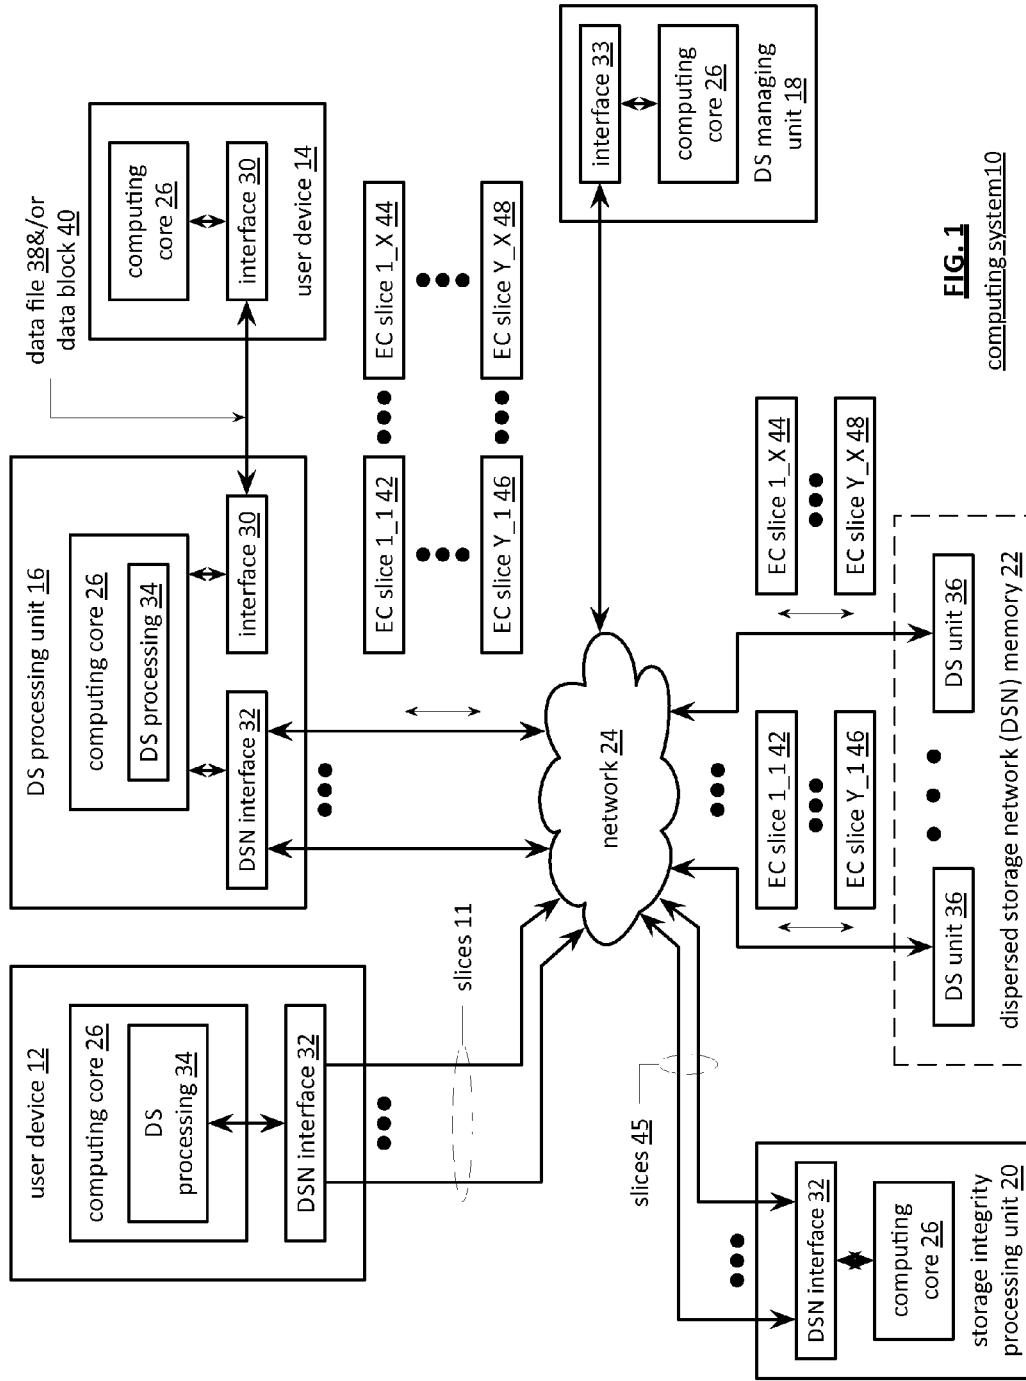 user device 12
computing core 26
DS
processing 34
DSN interface 32
slices 11
DS processing unit 16
computing core 26
DS processing 34
DSN interface 32
interface 30
data file 38&/or
data block 40
computing
core 26
interface 30
user device 14
EC slice 1_1 42
EC slice 1_X 44
EC slice Y_1 46
EC slice Y_X 48
network 24
interface 33
computing
core 26
DS managing
unit 18
slices 45
DSN interface 32
computing
core 26
storage integrity
processing unit 20
EC slice 1_1 42
EC slice Y_1 46
EC slice 1_X 44
EC slice Y_X 48
DS unit 36
DS unit 36
dispersed storage network (DSN) memory 22
FIG. 1
computing system10